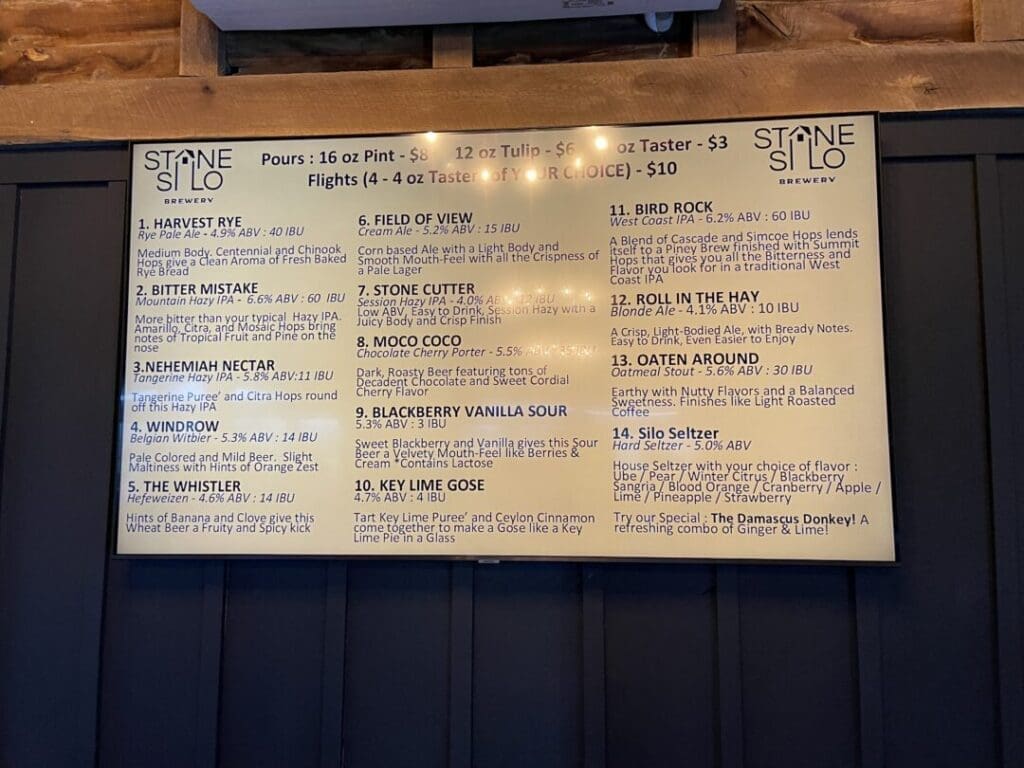 STONE
SILO
BREWERY
Pours : 16 oz Pint - $8 12 oz Tulip - $6 oz Taster - $3
Flights (4 - 4 oz Tasters of YOUR CHOICE) - $10
STONE
SILO
BREWERY
1. HARVEST RYE
Rye Pale Ale - 4.9% ABV : 40 IBU
Medium Body. Centennial and Chinook
Hops give a Clean Aroma of Fresh Baked
Rye Bread
2. BITTER MISTAKE
Mountain Hazy IPA - 6.6% ABV : 60 IBU
More bitter than your typical Hazy IPA.
Amarillo, Citra, and Mosaic Hops bring
notes of Tropical Fruit and Pine on the
nose
3.NEHEMIAH NECTAR
Tangerine Hazy IPA - 5.8% ABV:11 IBU
Tangerine Puree' and Citra Hops round
off this Hazy IPA
4. WINDROW
Belgian Witbier - 5.3% ABV : 14 IBU
Pale Colored and Mild Beer. Slight
Maltiness with Hints of Orange Zest
5. THE WHISTLER
Hefeweizen - 4.6% ABV : 14 IBU
Hints of Banana and Clove give this
Wheat Beer a Fruity and Spicy kick
6. FIELD OF VIEW
Cream Ale - 5.2% ABV : 15 IBU
Corn based Ale with a Light Body and
Smooth Mouth-Feel with all the Crispness of
a Pale Lager
7. STONE CUTTER
Session Hazy IPA - 4.0% ABV : 12 IBU
Low ABV, Easy to Drink, Session Hazy with a
Juicy Body and Crisp Finish
8. MOCO COCO
Chocolate Cherry Porter - 5.5% ABV : 35 IBU
Dark, Roasty Beer featuring tons of
Decadent Chocolate and Sweet Cordial
Cherry Flavor
9. BLACKBERRY VANILLA SOUR
5.3% ABV : 3 IBU
Sweet Blackberry and Vanilla gives this Sour
Beer a Velvety Mouth-Feel like Berries &
Cream *Contains Lactose
10. KEY LIME GOSE
4.7% ABV : 4 IBU
Tart Key Lime Puree' and Ceylon Cinnamon
come together to make a Gose like a Key
Lime Pie in a Glass
11. BIRD ROCK
West Coast IPA - 6.2% ABV : 60 IBU
A Blend of Cascade and Simcoe Hops lends
itself to a Piney Brew finished with Summit
Hops that gives you all the Bitterness and
Flavor you look for in a traditional West
Coast IPA
12. ROLL IN THE HAY
Blonde Ale - 4.1% ABV : 10 IBU
A Crisp, Light-Bodied Ale, with Bready Notes.
Easy to Drink, Even Easier to Enjoy
13. OATEN AROUND
Oatmeal Stout - 5.6% ABV : 30 IBU
Earthy with Nutty Flavors and a Balanced
Sweetness. Finishes like Light Roasted
Coffee
14. Silo Seltzer
Hard Seltzer - 5.0% ABV
House Seltzer with your choice of flavor :
Ube / Pear / Winter Citrus / Blackberry
Sangria / Blood Orange / Cranberry / Apple /
Lime / Pineapple / Strawberry
Try our Special : The Damascus Donkey! A
refreshing combo of Ginger & Lime!